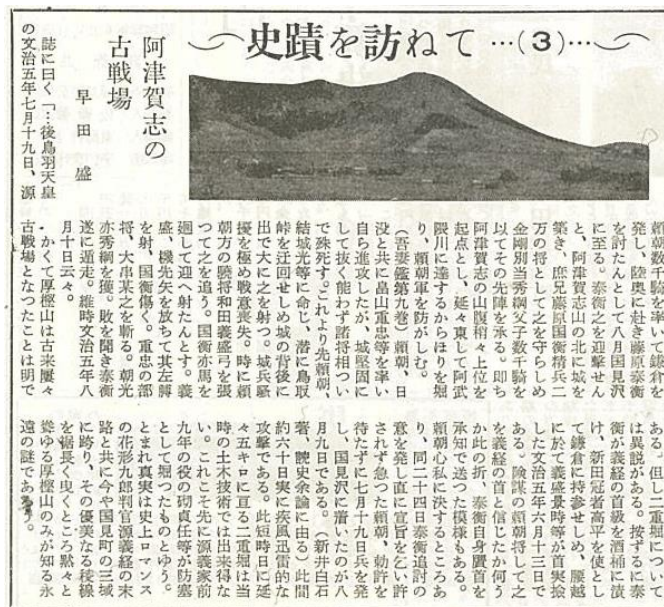 史蹟を訪ねて…(3)…
阿津賀志の
古戦場
早田 盛
誌に曰く「…後鳥羽天皇
の文治五年七月十九日、源
頼朝数千騎を率いて鎌倉を
発し、陸奥に赴き藤原泰衡
を討たんとして八月国見沢
に至る。泰衡之を迎撃せん
と、阿津賀志山の北に城を
築き、庶兄藤原国衡精兵二
万の将として之を守らしめ
金剛別当秀綱父子数千騎を
以てその先陣を承る。即ち
阿津賀志の山腹稍々上位を
起点とし、延々東して阿武
隈川に達するからほりを堀
り、頼朝軍を防がしむ。
(吾妻鑑第九巻)頼朝、日
没と共に畠山重忠等を率い
自ら進攻したが、城堅固に
して抜く能わず諸将相つい
で殊死す。これより先頼朝、
結城光等に命じ、潜に鳥取
峠を迂回せしめ城の背後に
出で大に之を射つ。城兵騒
擾を極め戦意喪失。時に頼
朝方の驍将和田義盛弓を張
つて之を追う。国衡亦馬を
廻して迎へ射たんとす。義
盛、機先矢を放ちて其左髆
を射、国衡傷く。重忠の部
将、大串某之を斬る。朝光
亦秀綱を獲。敗を聞き泰衡
遂に遁走。維時文治五年八
月十日云々。
かくて厚樫山は古来屡々
古戦場となつたことは明で
ある。但し二重堀について
は異説がある。按ずるに泰
衡が義経の首級を酒桶に漬
け、新田冠者高平を使とし
て鎌倉に持参せしめ、腰越
に於て義盛景時等が首実捡
した文治五年六月十三日で
ある。険謀の頼朝将して之
を義経の首と信じたか何う
か此の折、泰衡自身贋首を
承知で送つた模様もある。
頼朝心私に決するところあ
り、同二十四日泰衡追討の
意を発し直に宣旨を乞い許
されず急つた頼朝、勅許を
待たずに七月十九日兵を発
し、国見沢に着いたのが八
月九日である。(新井白石
著、読史余論に由る)此間
約六十日実に疾風迅雷的な
攻撃である。此短時日に延
々五キロに亘る二重堀は当
時の土木技術では出来得な
い。これこそ先に源義家前
九年の役の砌貞任等が防塞
として堀つたものとゆう。
とまれ真実は史上ロマンス
の花形九郎判官源義経の末
路と共に今や国見町の三域
に跨り、その優美なる稜線
を裾長く曳くところ黙々と
聳ゆる厚樫山のみが知る永
遠の謎であらう。